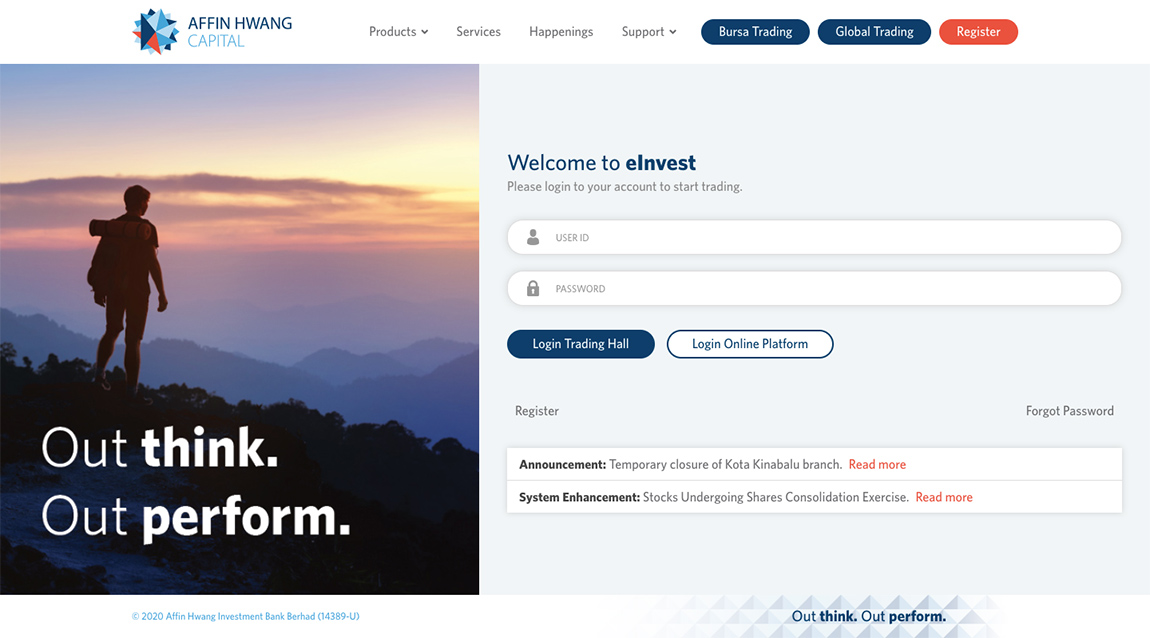 AFFIN HWANG
CAPITAL
Products
Services
Happenings
Support
Bursa Trading
Global Trading
Register
Welcome to eInvest
Please login to your account to start trading.
USER ID
PASSWORD
Login Trading Hall
Login Online Platform
Register
Forgot Password
Announcement: Temporary closure of Kota Kinabalu branch. Read more
System Enhancement: Stocks Undergoing Shares Consolidation Exercise. Read more
Out think.
Out perform.
© 2020 Affin Hwang Investment Bank Berhad (14389-U)
Out think. Out perform.